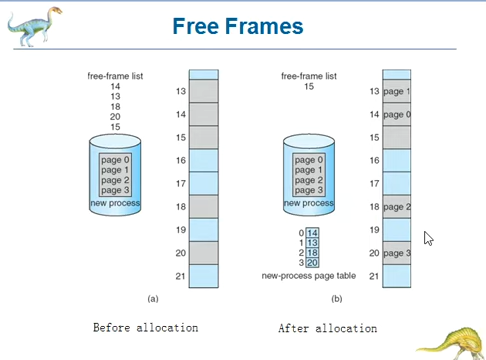 Free Frames
free-frame list
14
13
18
20
15
page 0
page 1
page 2
page 3
new process
13
14
15
16
17
18
19
20
21
(a)
Before allocation
free-frame list
15
page 0
page 1
page 2
page 3
new process
0 14
1 13
2 18
3 20
new-process page table
13 page 1
14 page 0
15
16
17
18 page 2
19
20 page 3
21
(b)
After allocation